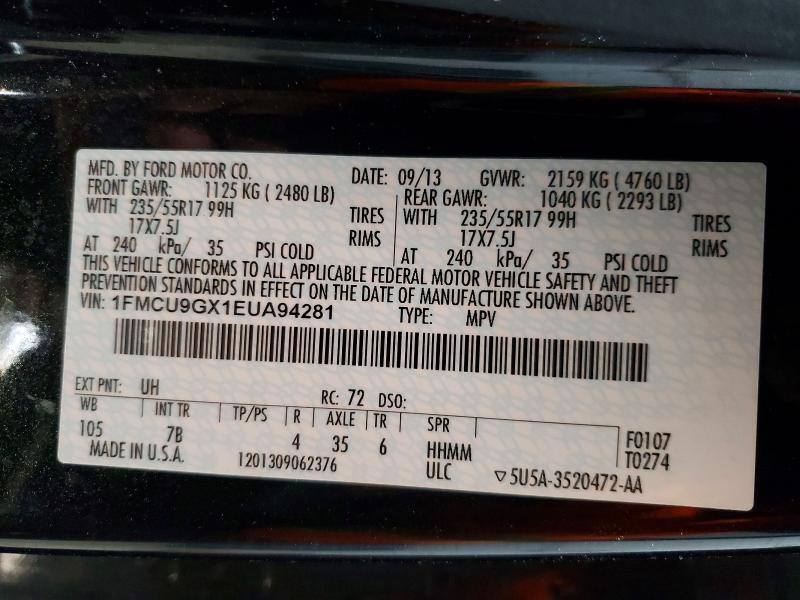 MFD. BY FORD MOTOR CO. DATE: 09/13 GVWR: 2159 KG ( 4760 LB)
FRONT GAWR: 1125 KG ( 2480 LB) REAR GAWR: 1040 KG ( 2293 LB)
WITH 235/55R17 99H TIRES WITH 235/55R17 99H TIRES
17X7.5J RIMS 17X7.5J RIMS
AT 240 kPa/ 35 PSI COLD AT 240 kPa/ 35 PSI COLD
THIS VEHICLE CONFORMS TO ALL APPLICABLE FEDERAL MOTOR VEHICLE SAFETY AND THEFT
PREVENTION STANDARDS IN EFFECT ON THE DATE OF MANUFACTURE SHOWN ABOVE.
VIN: 1FMCU9GX1EUA94281 TYPE: MPV
EXT PNT: UH RC: 72 DSO:
WB INT TR TP/PS R AXLE TR SPR F0107
105 7B 4 35 6 HHMM T0274
MADE IN U.S.A. 1201309062376 ULC ▽5U5A-3520472-AA